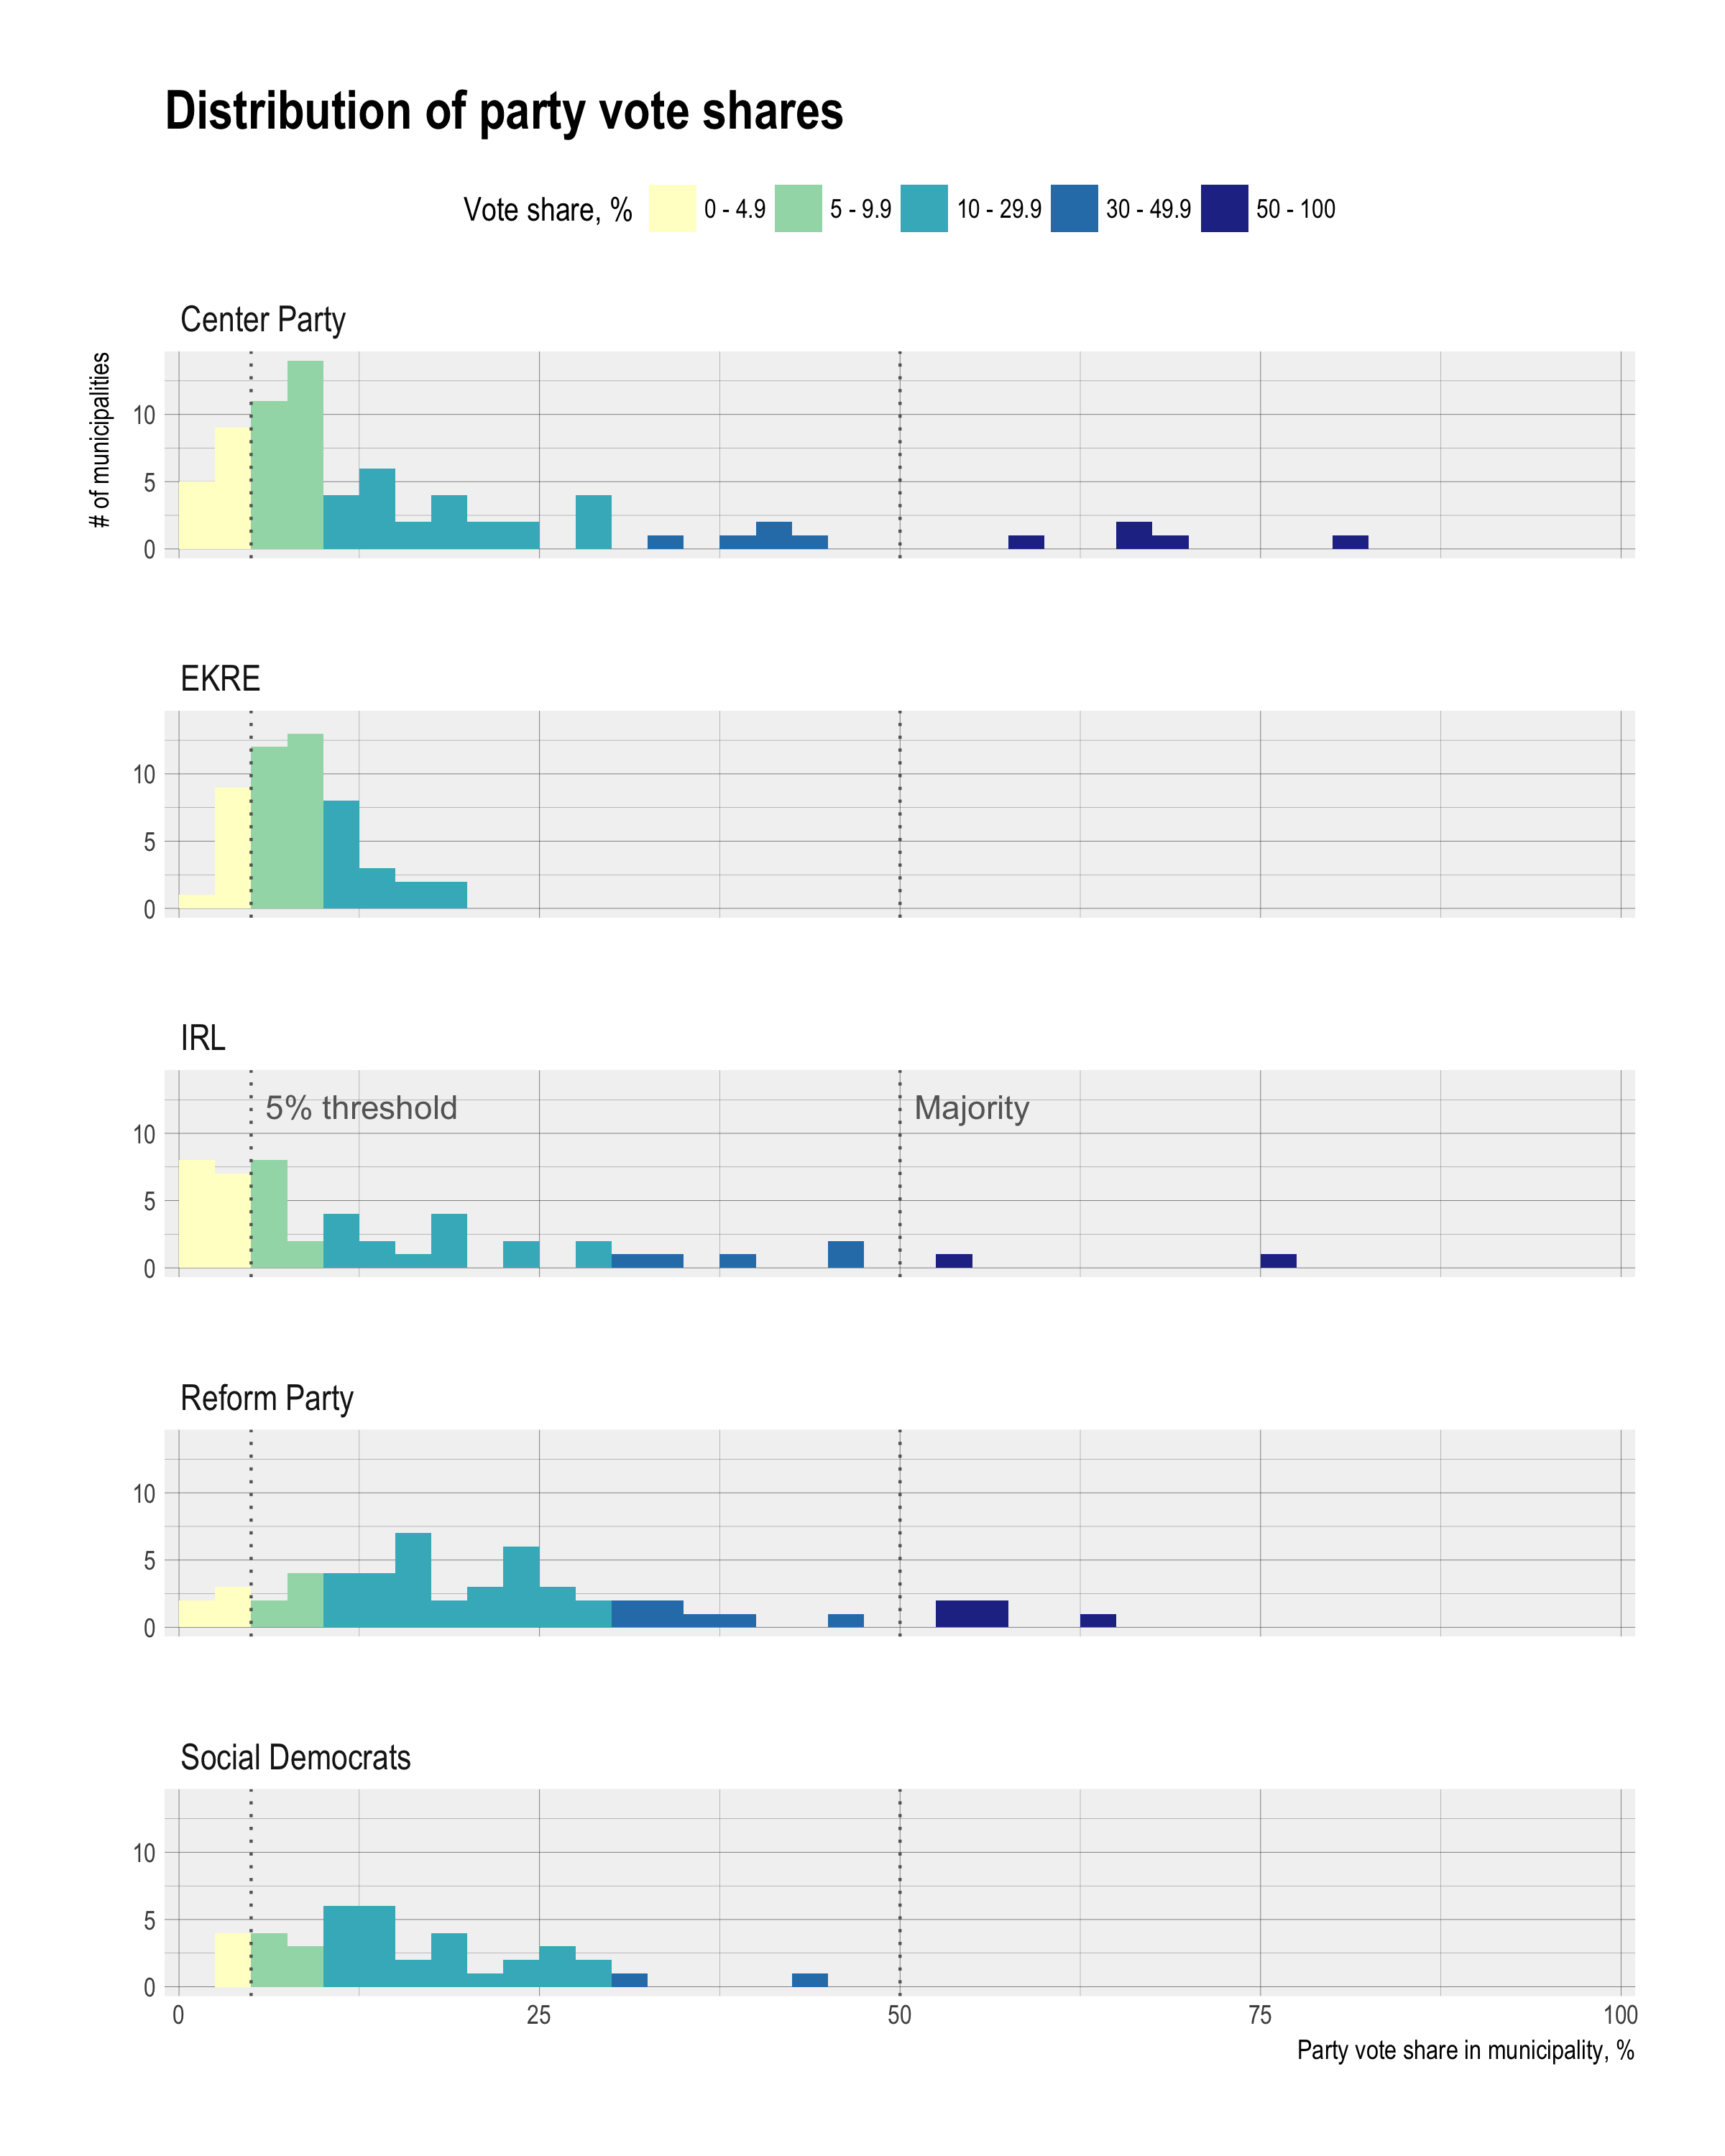 Distribution of party vote shares
Vote share, % 0 - 4.9 5 - 9.9 10 - 29.9 30 - 49.9 50 - 100
Center Party
# of municipalities
10
5
0
EKRE
10
5
0
IRL
5% threshold Majority
10
5
0
Reform Party
10
5
0
Social Democrats
10
5
0
0 25 50 75 100
Party vote share in municipality, %